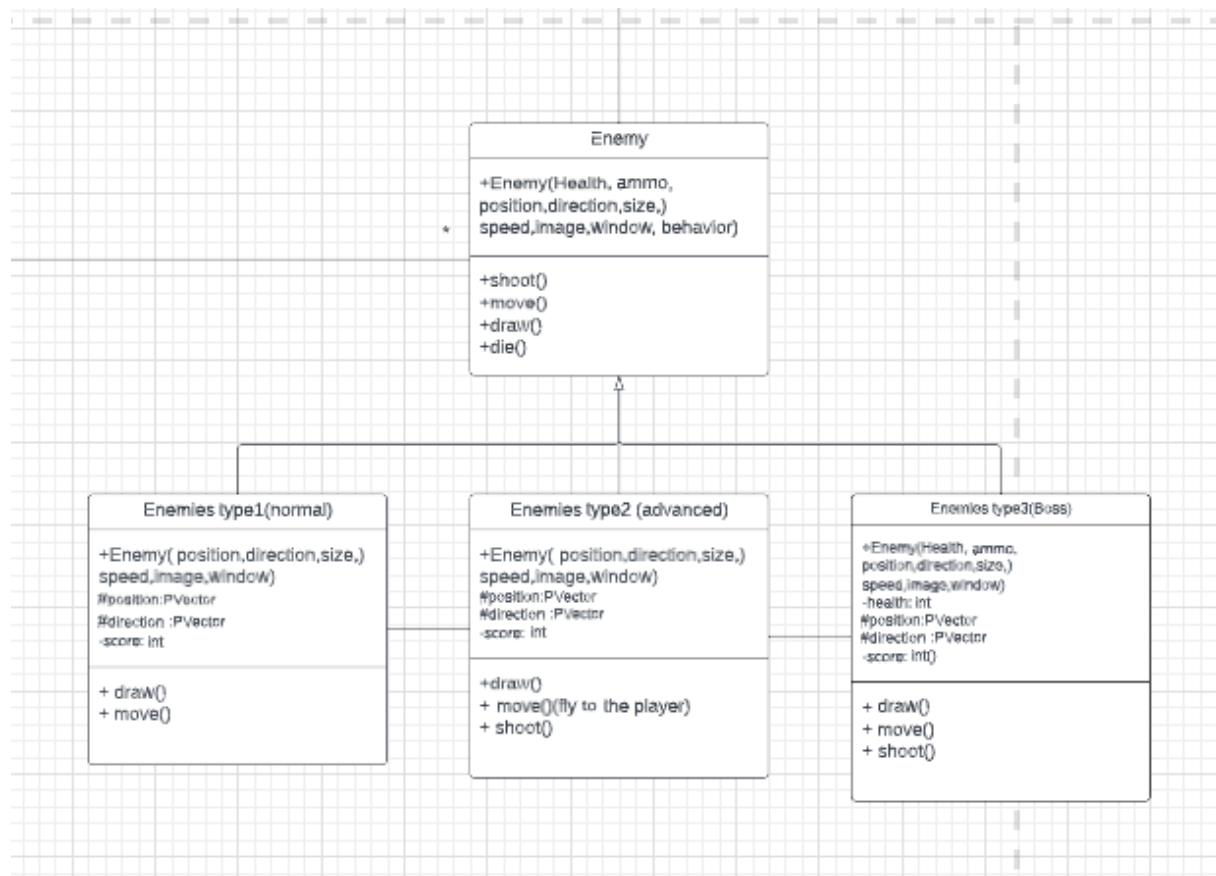 Enemy
+Enemy(Health, ammo,
position,direction,size,)
speed,image,window, behavior)
*
+shoot()
+move()
+draw()
+die()
Enemies type1(normal)
+Enemy( position,direction,size,)
speed,image,window)
#position:PVector
#direction :PVector
-score: int
+ draw()
+ move()
Enemies type2 (advanced)
+Enemy( position,direction,size,)
speed,image,window)
#position:PVector
#direction :PVector
-score: int
+draw()
+ move()(fly to the player)
+ shoot()
Enemies type3(Boss)
+Enemy(Health, ammo,
position,direction,size,)
speed,image,window)
-health: int
#position:PVector
#direction :PVector
-score: int()
+ draw()
+ move()
+ shoot()